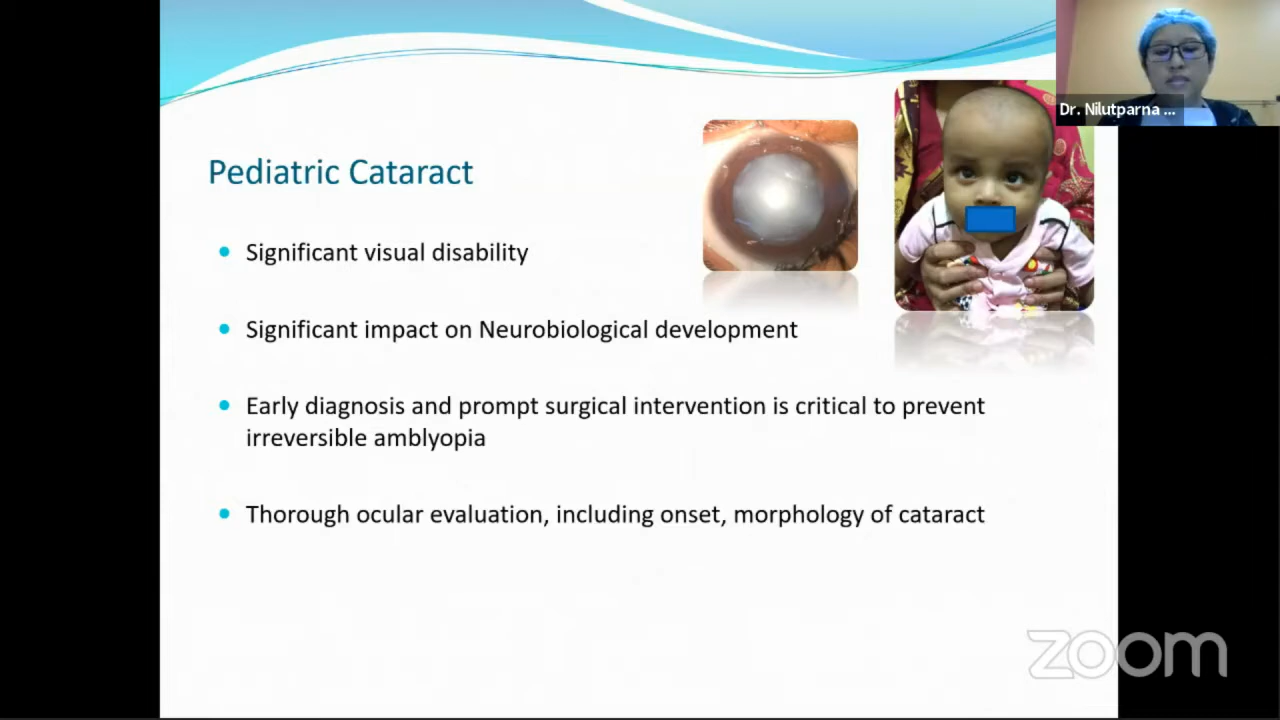 Dr. Nilutparna ...
Pediatric Cataract
Significant visual disability
Significant impact on Neurobiological development
Early diagnosis and prompt surgical intervention is critical to prevent
irreversible amblyopia
Thorough ocular evaluation, including onset, morphology of cataract
zoom